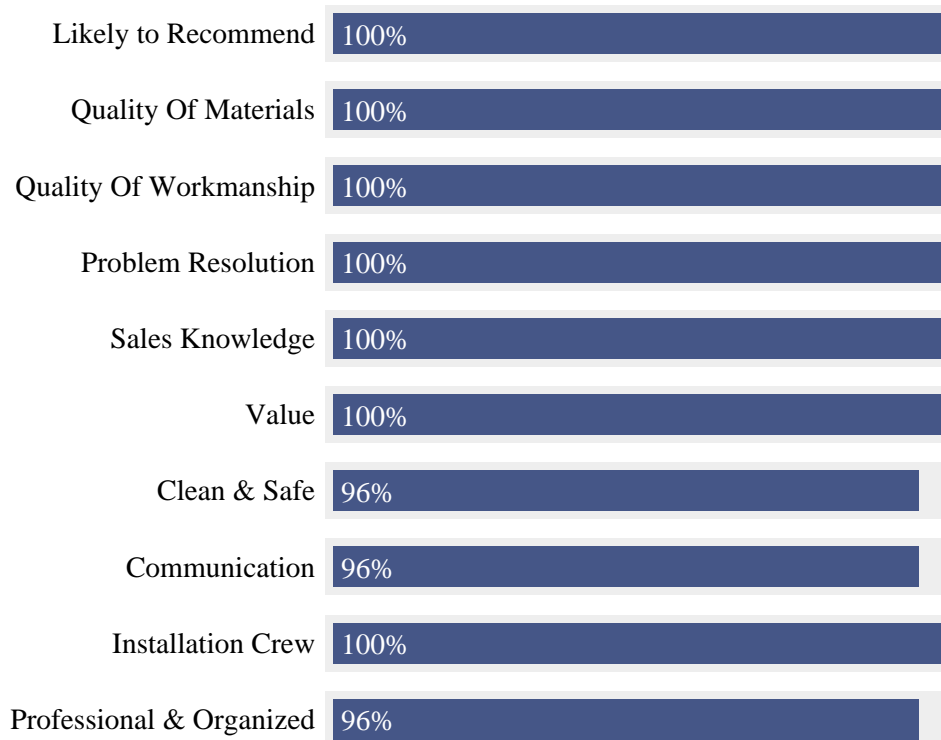 Likely to Recommend 100%
Quality Of Materials 100%
Quality Of Workmanship 100%
Problem Resolution 100%
Sales Knowledge 100%
Value 100%
Clean & Safe 96%
Communication 96%
Installation Crew 100%
Professional & Organized 96%